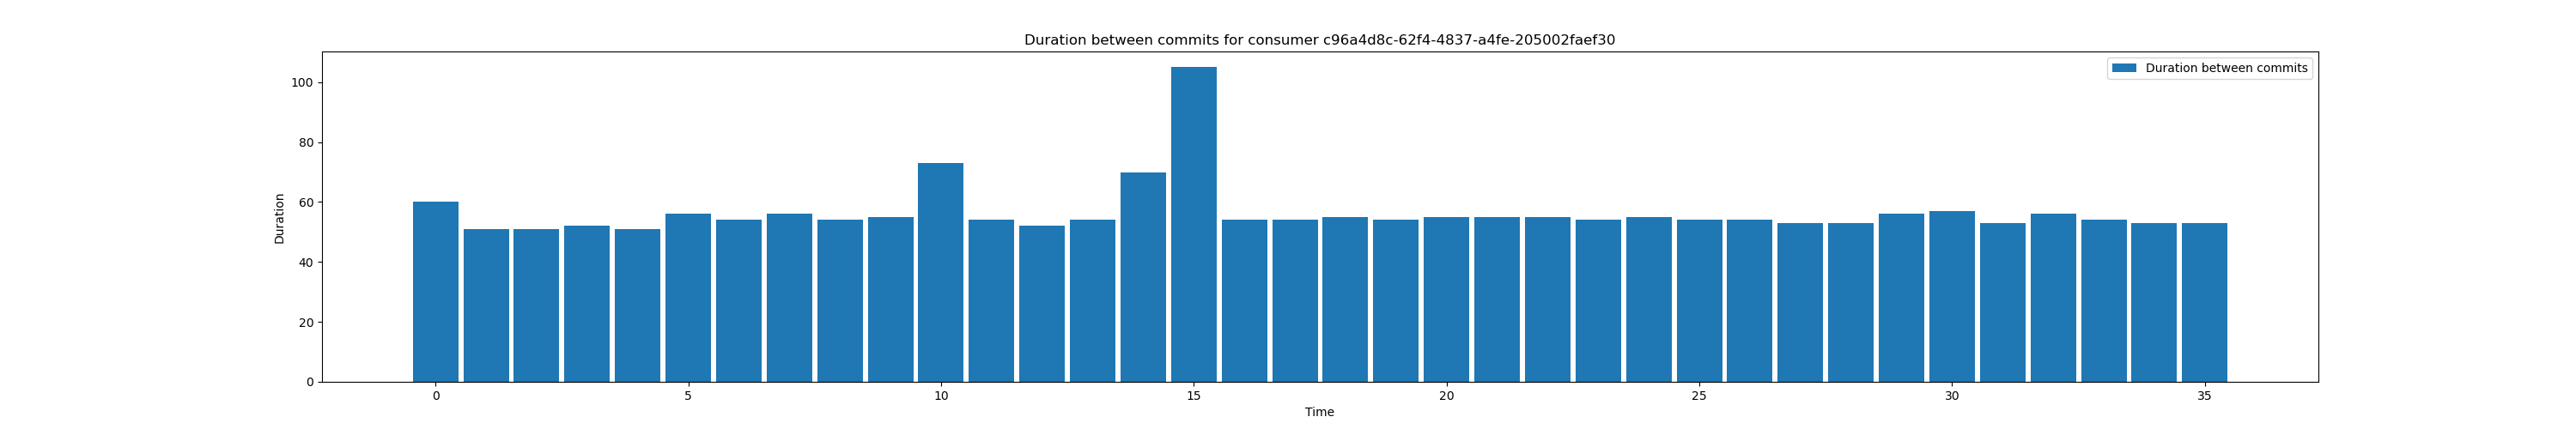 Duration between commits for consumer c96a4d8c-62f4-4837-a4fe-205002faef30
Duration between commits
100
80
60
40
20
0
Duration
0 5 10 15 20 25 30 35
Time